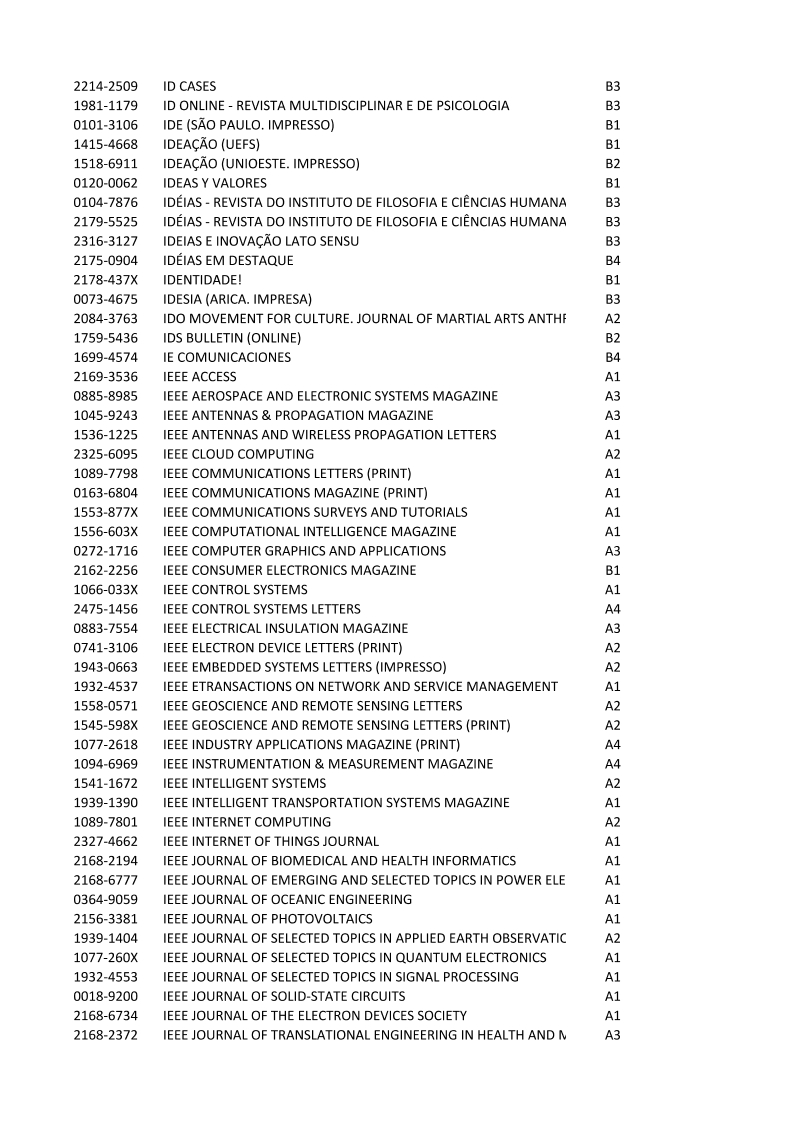 2214-2509 ID CASES B3
1981-1179 ID ONLINE - REVISTA MULTIDISCIPLINAR E DE PSICOLOGIA B3
0101-3106 IDE (SÃO PAULO. IMPRESSO) B1
1415-4668 IDEAÇÃO (UEFS) B1
1518-6911 IDEAÇÃO (UNIOESTE. IMPRESSO) B2
0120-0062 IDEAS Y VALORES B1
0104-7876 IDÉIAS - REVISTA DO INSTITUTO DE FILOSOFIA E CIÊNCIAS HUMANA B3
2179-5525 IDÉIAS - REVISTA DO INSTITUTO DE FILOSOFIA E CIÊNCIAS HUMANA B3
2316-3127 IDEIAS E INOVAÇÃO LATO SENSU B3
2175-0904 IDÉIAS EM DESTAQUE B4
2178-437X IDENTIDADE! B1
0073-4675 IDESIA (ARICA. IMPRESA) B3
2084-3763 IDO MOVEMENT FOR CULTURE. JOURNAL OF MARTIAL ARTS ANTH A2
1759-5436 IDS BULLETIN (ONLINE) B2
1699-4574 IE COMUNICACIONES B4
2169-3536 IEEE ACCESS A1
0885-8985 IEEE AEROSPACE AND ELECTRONIC SYSTEMS MAGAZINE A3
1045-9243 IEEE ANTENNAS & PROPAGATION MAGAZINE A3
1536-1225 IEEE ANTENNAS AND WIRELESS PROPAGATION LETTERS A1
2325-6095 IEEE CLOUD COMPUTING A2
1089-7798 IEEE COMMUNICATIONS LETTERS (PRINT) A1
0163-6804 IEEE COMMUNICATIONS MAGAZINE (PRINT) A1
1553-877X IEEE COMMUNICATIONS SURVEYS AND TUTORIALS A1
1556-603X IEEE COMPUTATIONAL INTELLIGENCE MAGAZINE A1
0272-1716 IEEE COMPUTER GRAPHICS AND APPLICATIONS A3
2162-2256 IEEE CONSUMER ELECTRONICS MAGAZINE B1
1066-033X IEEE CONTROL SYSTEMS A1
2475-1456 IEEE CONTROL SYSTEMS LETTERS A4
0883-7554 IEEE ELECTRICAL INSULATION MAGAZINE A3
0741-3106 IEEE ELECTRON DEVICE LETTERS (PRINT) A2
1943-0663 IEEE EMBEDDED SYSTEMS LETTERS (IMPRESSO) A2
1932-4537 IEEE ETRANSACTIONS ON NETWORK AND SERVICE MANAGEMENT A1
1558-0571 IEEE GEOSCIENCE AND REMOTE SENSING LETTERS A2
1545-598X IEEE GEOSCIENCE AND REMOTE SENSING LETTERS (PRINT) A2
1077-2618 IEEE INDUSTRY APPLICATIONS MAGAZINE (PRINT) A4
1094-6969 IEEE INSTRUMENTATION & MEASUREMENT MAGAZINE A4
1541-1672 IEEE INTELLIGENT SYSTEMS A2
1939-1390 IEEE INTELLIGENT TRANSPORTATION SYSTEMS MAGAZINE A1
1089-7801 IEEE INTERNET COMPUTING A2
2327-4662 IEEE INTERNET OF THINGS JOURNAL A1
2168-2194 IEEE JOURNAL OF BIOMEDICAL AND HEALTH INFORMATICS A1
2168-6777 IEEE JOURNAL OF EMERGING AND SELECTED TOPICS IN POWER ELE A1
0364-9059 IEEE JOURNAL OF OCEANIC ENGINEERING A1
2156-3381 IEEE JOURNAL OF PHOTOVOLTAICS A1
1939-1404 IEEE JOURNAL OF SELECTED TOPICS IN APPLIED EARTH OBSERVATIO A2
1077-260X IEEE JOURNAL OF SELECTED TOPICS IN QUANTUM ELECTRONICS A1
1932-4553 IEEE JOURNAL OF SELECTED TOPICS IN SIGNAL PROCESSING A1
0018-9200 IEEE JOURNAL OF SOLID-STATE CIRCUITS A1
2168-6734 IEEE JOURNAL OF THE ELECTRON DEVICES SOCIETY A1
2168-2372 IEEE JOURNAL OF TRANSLATIONAL ENGINEERING IN HEALTH AND M A3